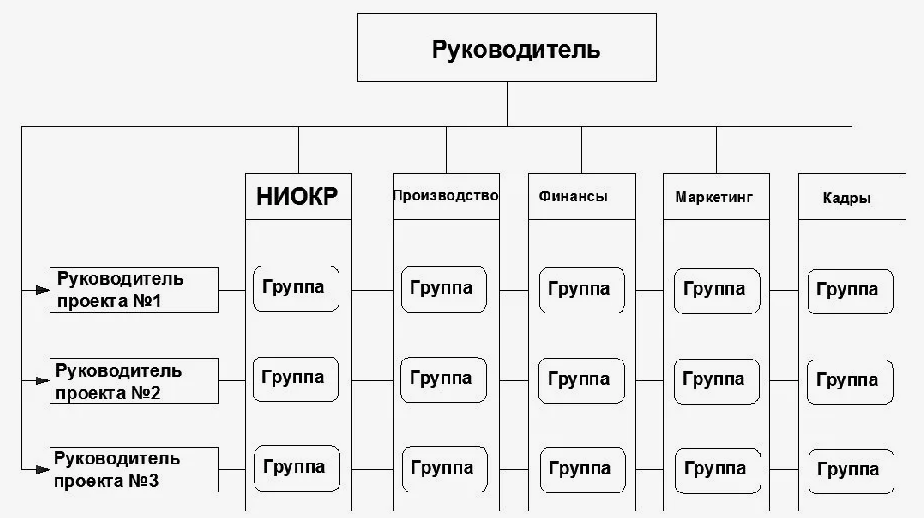 Руководитель
НИОКР
Производство
Финансы
Маркетинг
Кадры
Руководитель
проекта №1
Группа
Группа
Группа
Группа
Группа
Руководитель
проекта №2
Группа
Группа
Группа
Группа
Группа
Руководитель
проекта №3
Группа
Группа
Группа
Группа
Группа